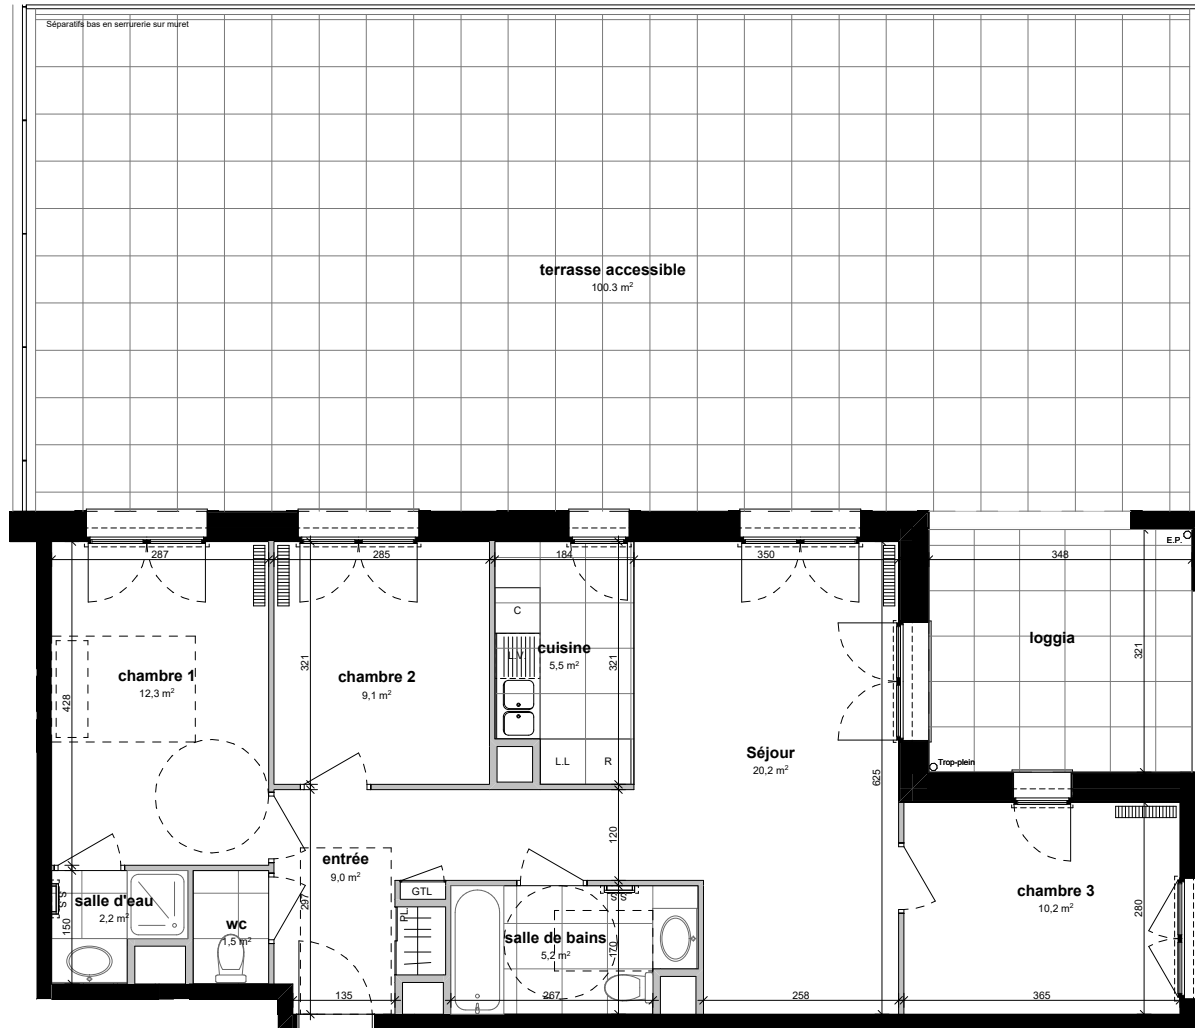 Séparatifs bas en serrurerie sur muret
terrasse accessible
100.3 m²
E.P.
287
285
184
350
348
C
L.V
cuisine
5,5 m²
loggia
321
321
321
chambre 1
12,3 m²
chambre 2
9,1 m²
428
Séjour
20,2 m²
L.L
R
Trop-plein
625
120
entrée
9,0 m²
GTL
chambre 3
10,2 m²
280
S S
salle d'eau
2,2 m²
150
wc
1,5 m²
297
PL
S S
salle de bains
5,2 m²
170
135
267
258
365